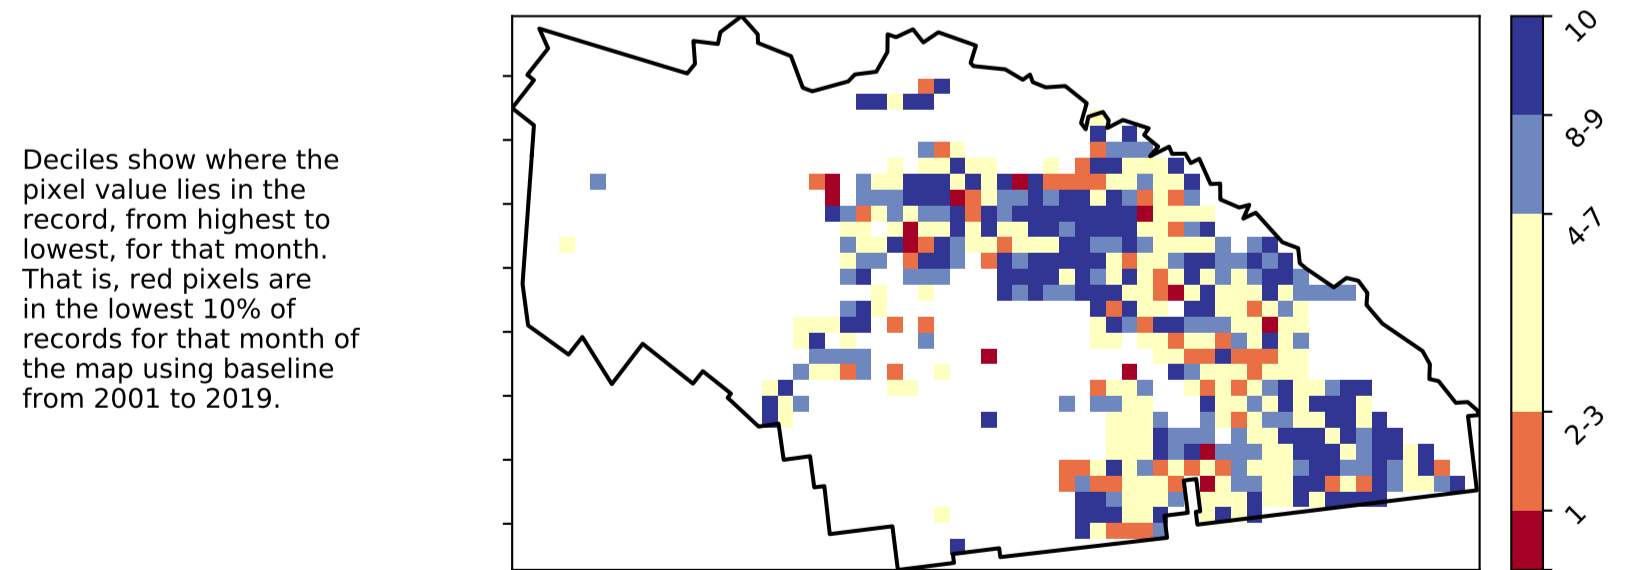 Deciles show where the
pixel value lies in the
record, from highest to
lowest, for that month.
That is, red pixels are
in the lowest 10% of
records for that month of
the map using baseline
from 2001 to 2019.
10
8-9
4-7
2-3
1